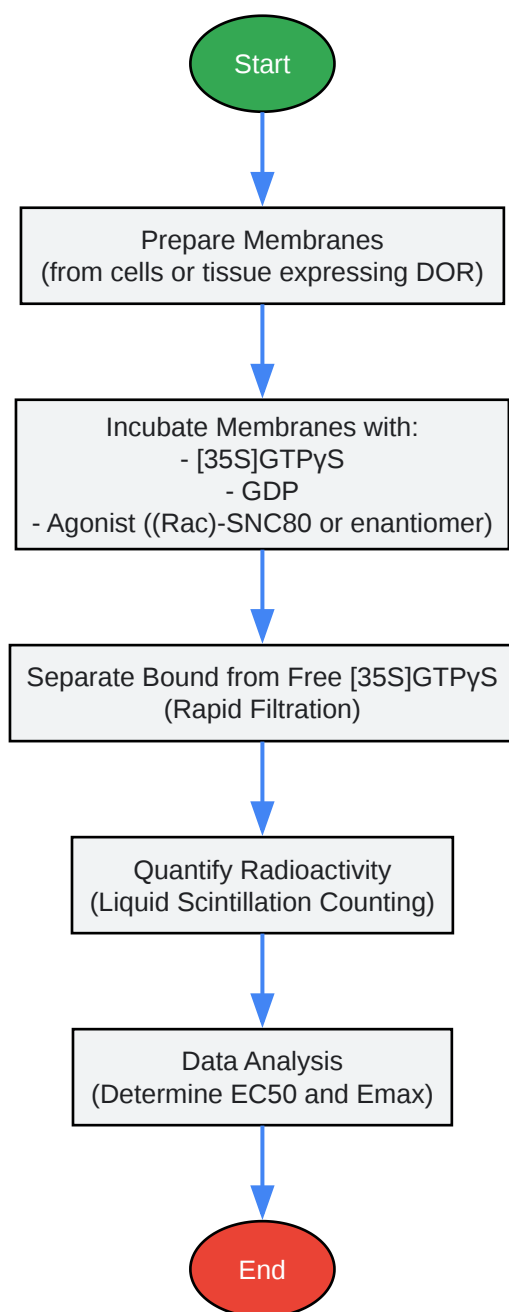 Start
Prepare Membranes
(from cells or tissue expressing DOR)
Incubate Membranes with:
- [35S]GTPγS
- GDP
- Agonist ((Rac)-SNC80 or enantiomer)
Separate Bound from Free [35S]GTPγS
(Rapid Filtration)
Quantify Radioactivity
(Liquid Scintillation Counting)
Data Analysis
(Determine EC50 and Emax)
End